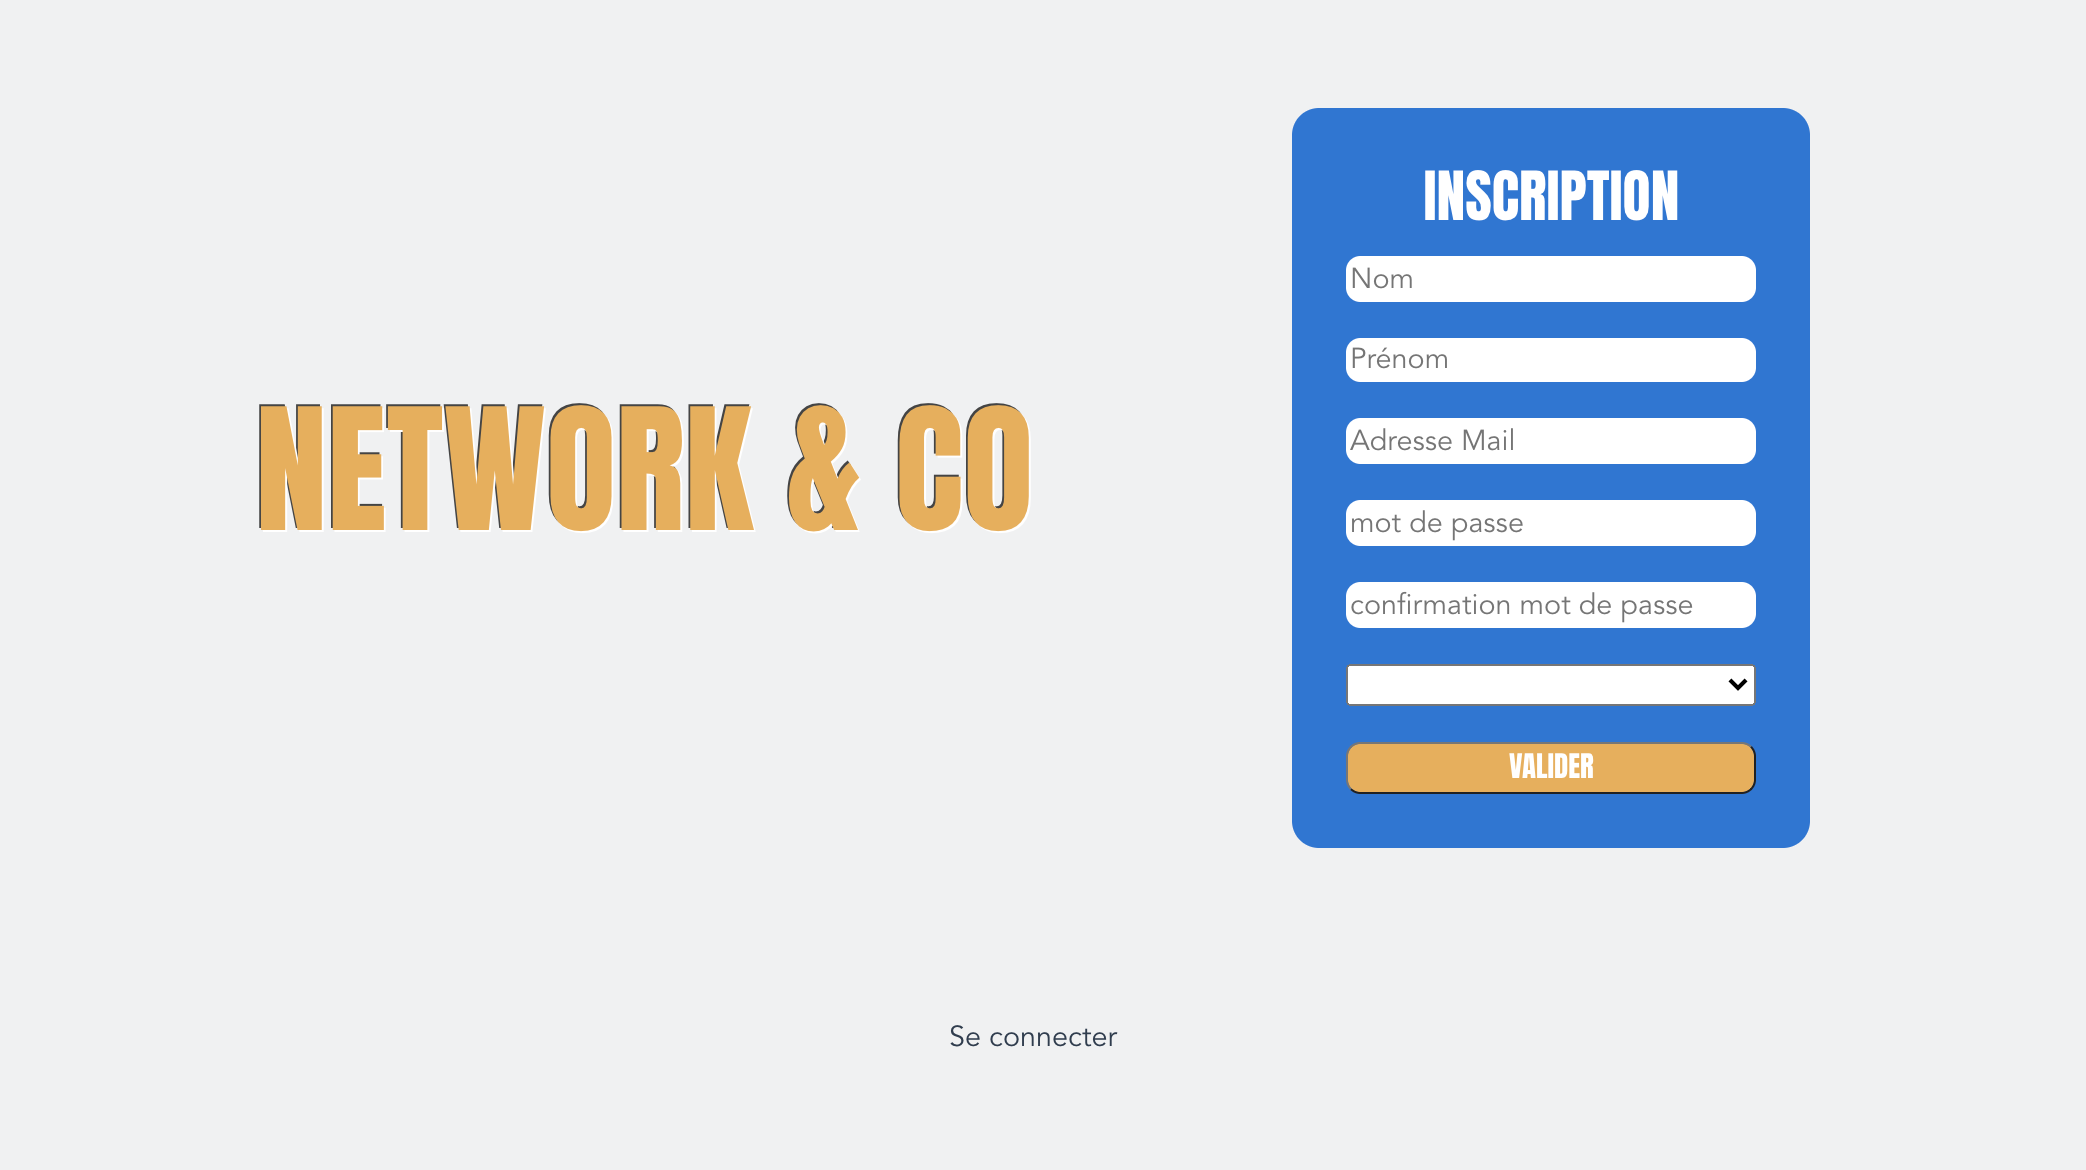 NETWORK & CO
INSCRIPTION
Nom
Prénom
Adresse Mail
mot de passe
confirmation mot de passe
VALIDER
Se connecter